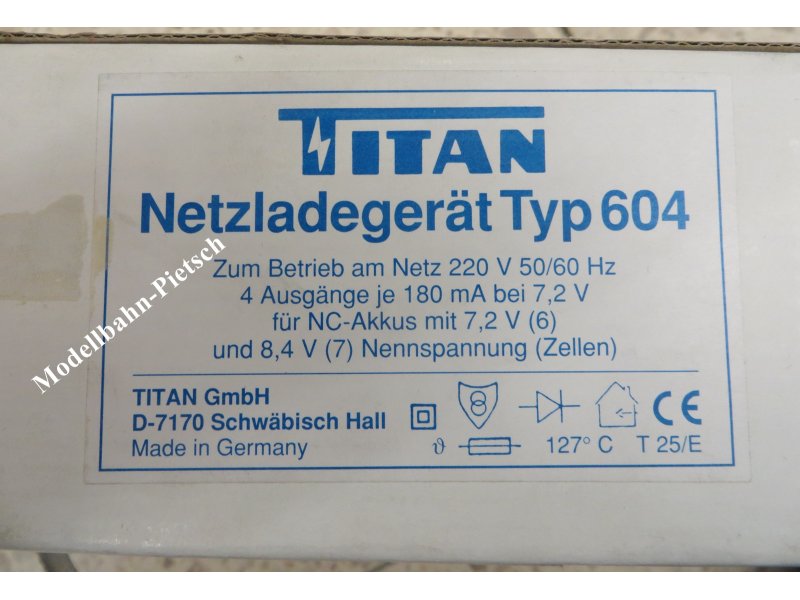 TITAN
Netzladegerät Typ 604
Zum Betrieb am Netz 220 V 50/60 Hz
4 Ausgänge je 180 mA bei 7,2 V
für NC-Akkus mit 7,2 V (6)
und 8,4 V (7) Nennspannung (Zellen)
TITAN GmbH
D-7170 Schwäbisch Hall
Made in Germany
CE
ϑ 127° C T 25/E
Modellbahn-Pietsch